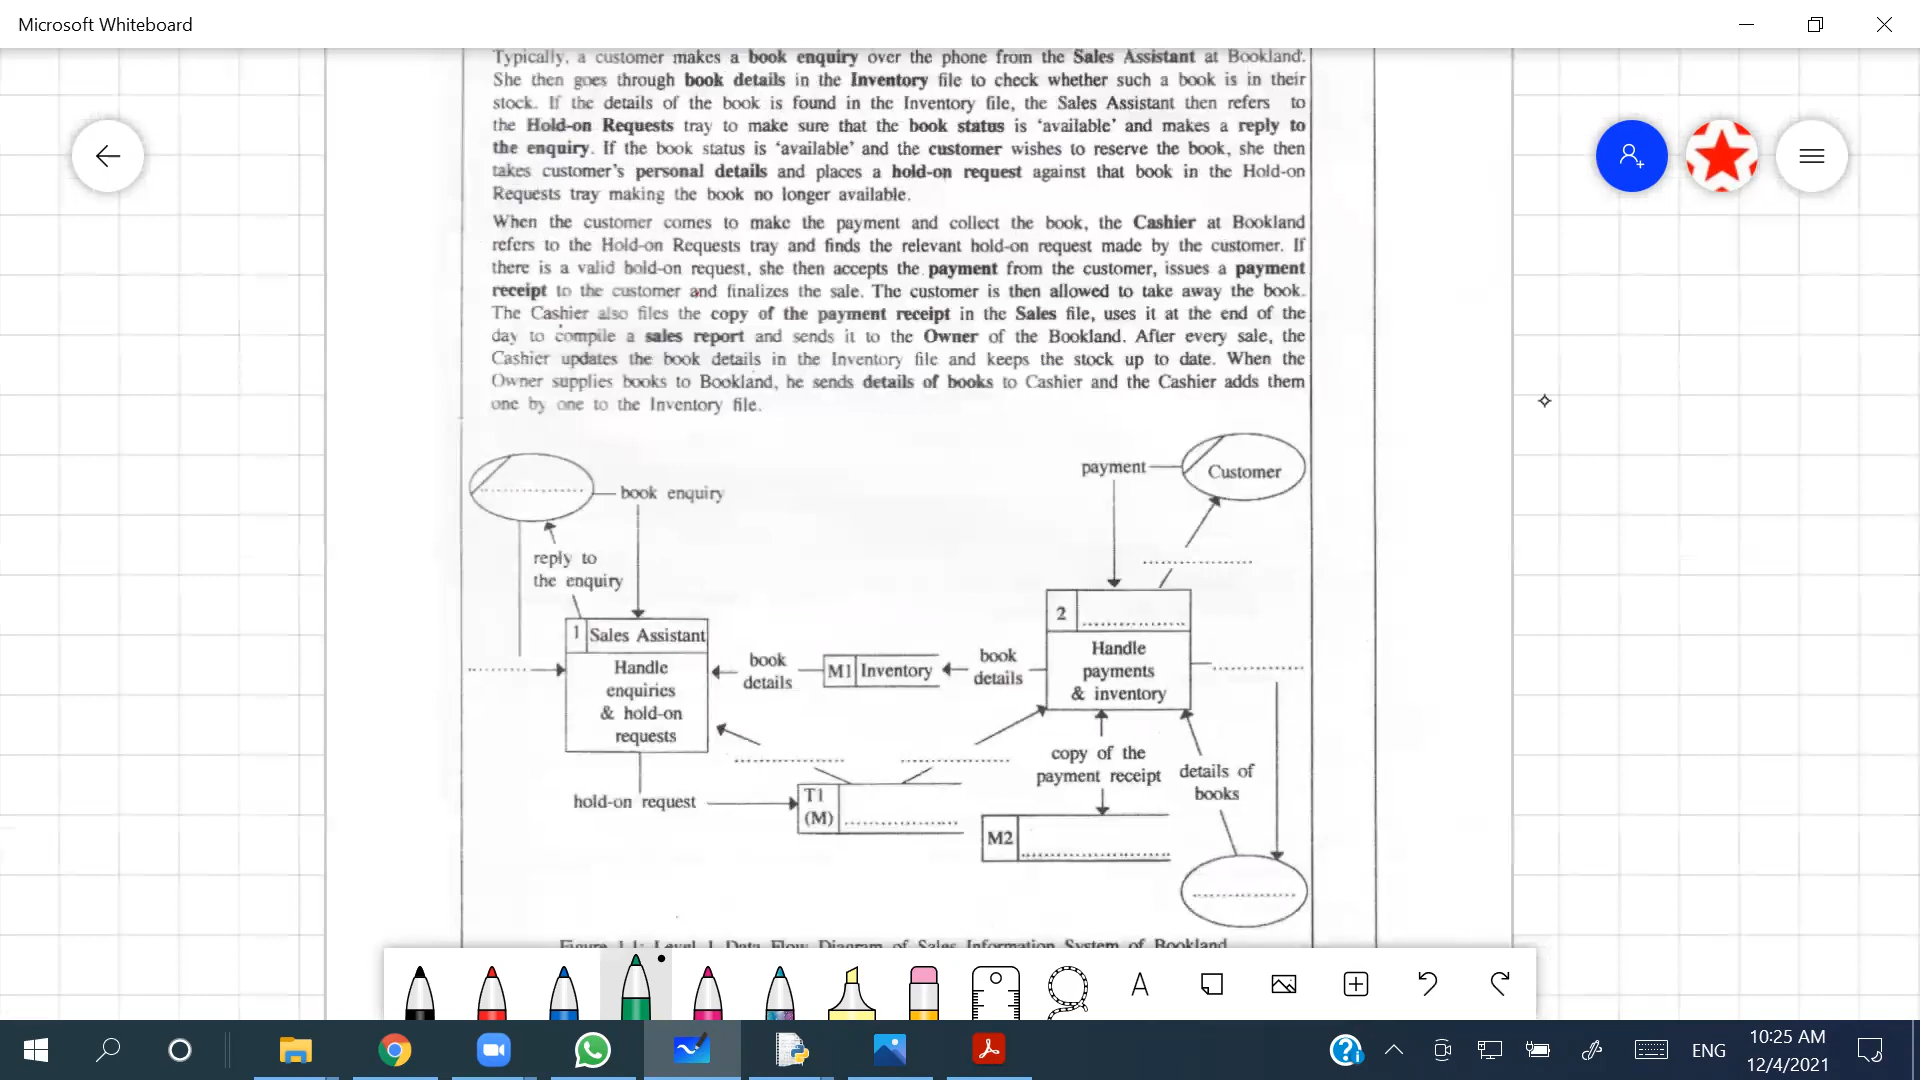 Microsoft Whiteboard
Typically, a customer makes a book enquiry over the phone from the Sales Assistant at Bookland.
She then goes through book details in the Inventory file to check whether such a book is in their
stock. If the details of the book is found in the Inventory file, the Sales Assistant then refers to
the Hold-on Requests tray to make sure that the book status is ‘available’ and makes a reply to
the enquiry. If the book status is ‘available’ and the customer wishes to reserve the book, she then
takes customer's personal details and places a hold-on request against that book in the Hold-on
Requests tray making the book no longer available.
When the customer comes to make the payment and collect the book, the Cashier at Bookland
refers to the Hold-on Requests tray and finds the relevant hold-on request made by the customer. If
there is a valid hold-on request, she then accepts the payment from the customer, issues a payment
receipt to the customer and finalizes the sale. The customer is then allowed to take away the book.
The Cashier also files the copy of the payment receipt in the Sales file, uses it at the end of the
day to compile a sales report and sends it to the Owner of the Bookland. After every sale, the
Cashier updates the book details in the Inventory file and keeps the stock up to date. When the
Owner supplies books to Bookland, he sends details of books to Cashier and the Cashier adds them
one by one to the Inventory file.
payment
Customer
book enquiry
reply to
the enquiry
1 Sales Assistant
Handle
enquiries
& hold-on
requests
book
details
M1 Inventory
book
details
2
Handle
payments
& inventory
hold-on request
T1
(M)
copy of the
payment receipt
details of
books
M2
Figure 1.1: Level 1 Data Flow Diagram of Sales Information System of Bookland
ENG
10:25 AM
12/4/2021